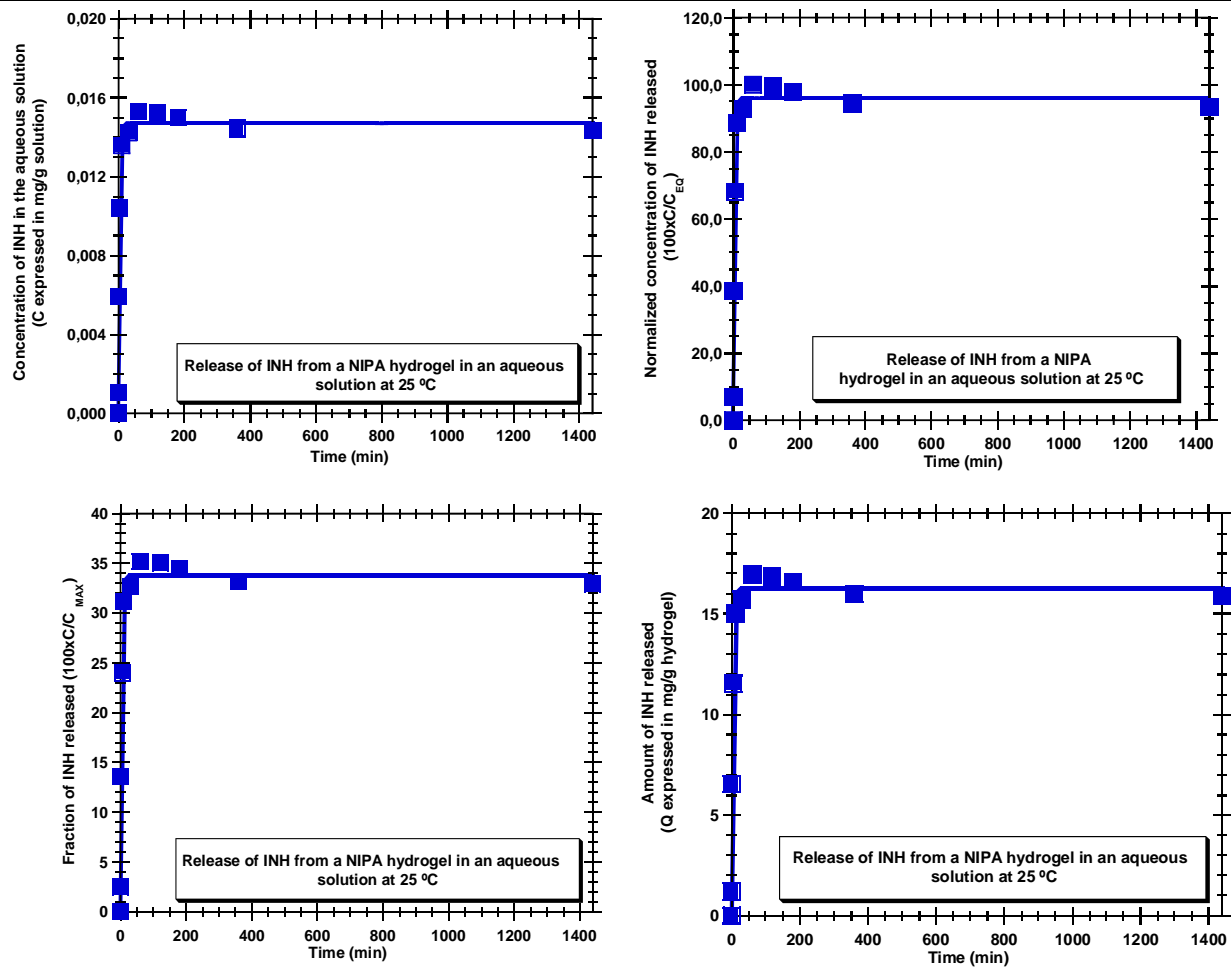 Concentration of INH in the aqueous solution
(C expressed in mg/g solution)
0,020
0,016
0,012
0,008
0,004
0,000
Release of INH from a NIPA hydrogel in an aqueous
solution at 25 ºC
0 200 400 600 800 1000 1200 1400
Time (min)
Normalized concentration of INH released
(100xC/C_EQ)
120,0
100,0
80,0
60,0
40,0
20,0
0,0
Release of INH from a NIPA
hydrogel in an aqueous solution at 25 ºC
0 200 400 600 800 1000 1200 1400
Time (min)
Fraction of INH released (100xC/C_MAX)
40
35
30
25
20
15
10
5
0
Release of INH from a NIPA hydrogel in an aqueous
solution at 25 ºC
0 200 400 600 800 1000 1200 1400
Time (min)
Amount of INH released
(Q expressed in mg/g hydrogel)
20
15
10
5
0
Release of INH from a NIPA hydrogel in an aqueous
solution at 25 ºC
0 200 400 600 800 1000 1200 1400
Time (min)